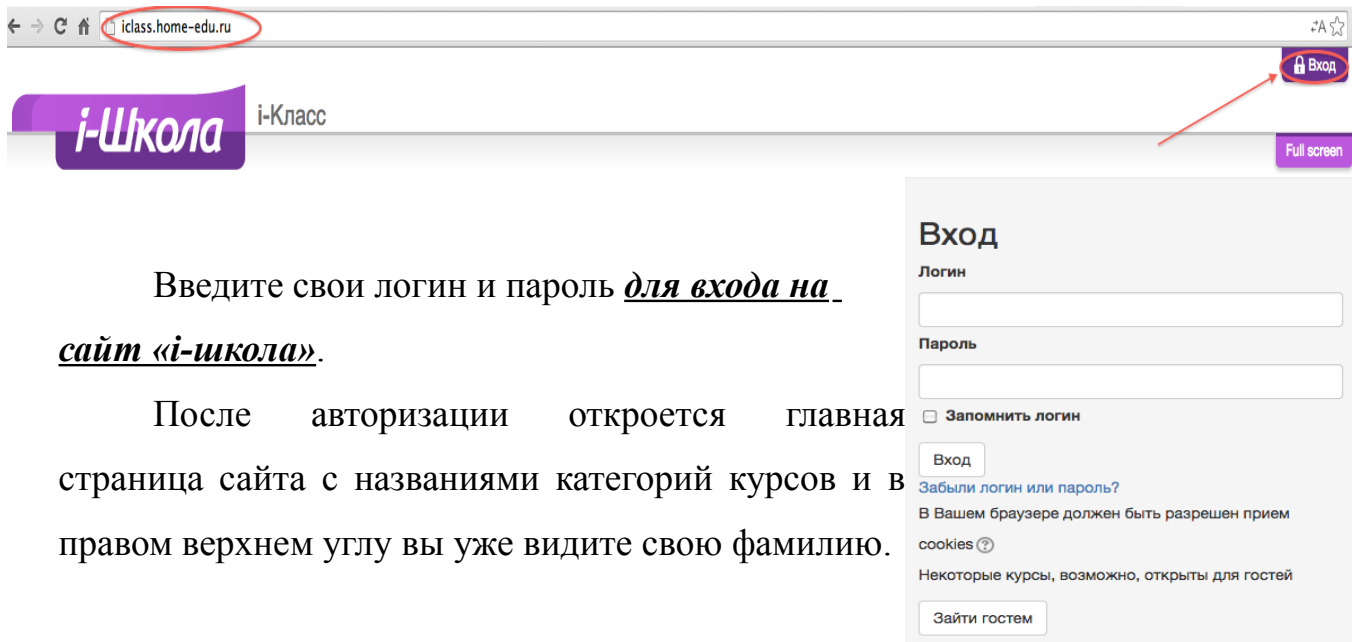 iclass.home-edu.ru
Вход
i-Школа
i-Класс
Full screen
Введите свои логин и пароль для входа на
сайт «i-школа».
После авторизации откроется главная
страница сайта с названиями категорий курсов и в
правом верхнем углу вы уже видите свою фамилию.
Вход
Логин
Пароль
Запомнить логин
Вход
Забыли логин или пароль?
В Вашем браузере должен быть разрешен прием
cookies
Некоторые курсы, возможно, открыты для гостей
Зайти гостем